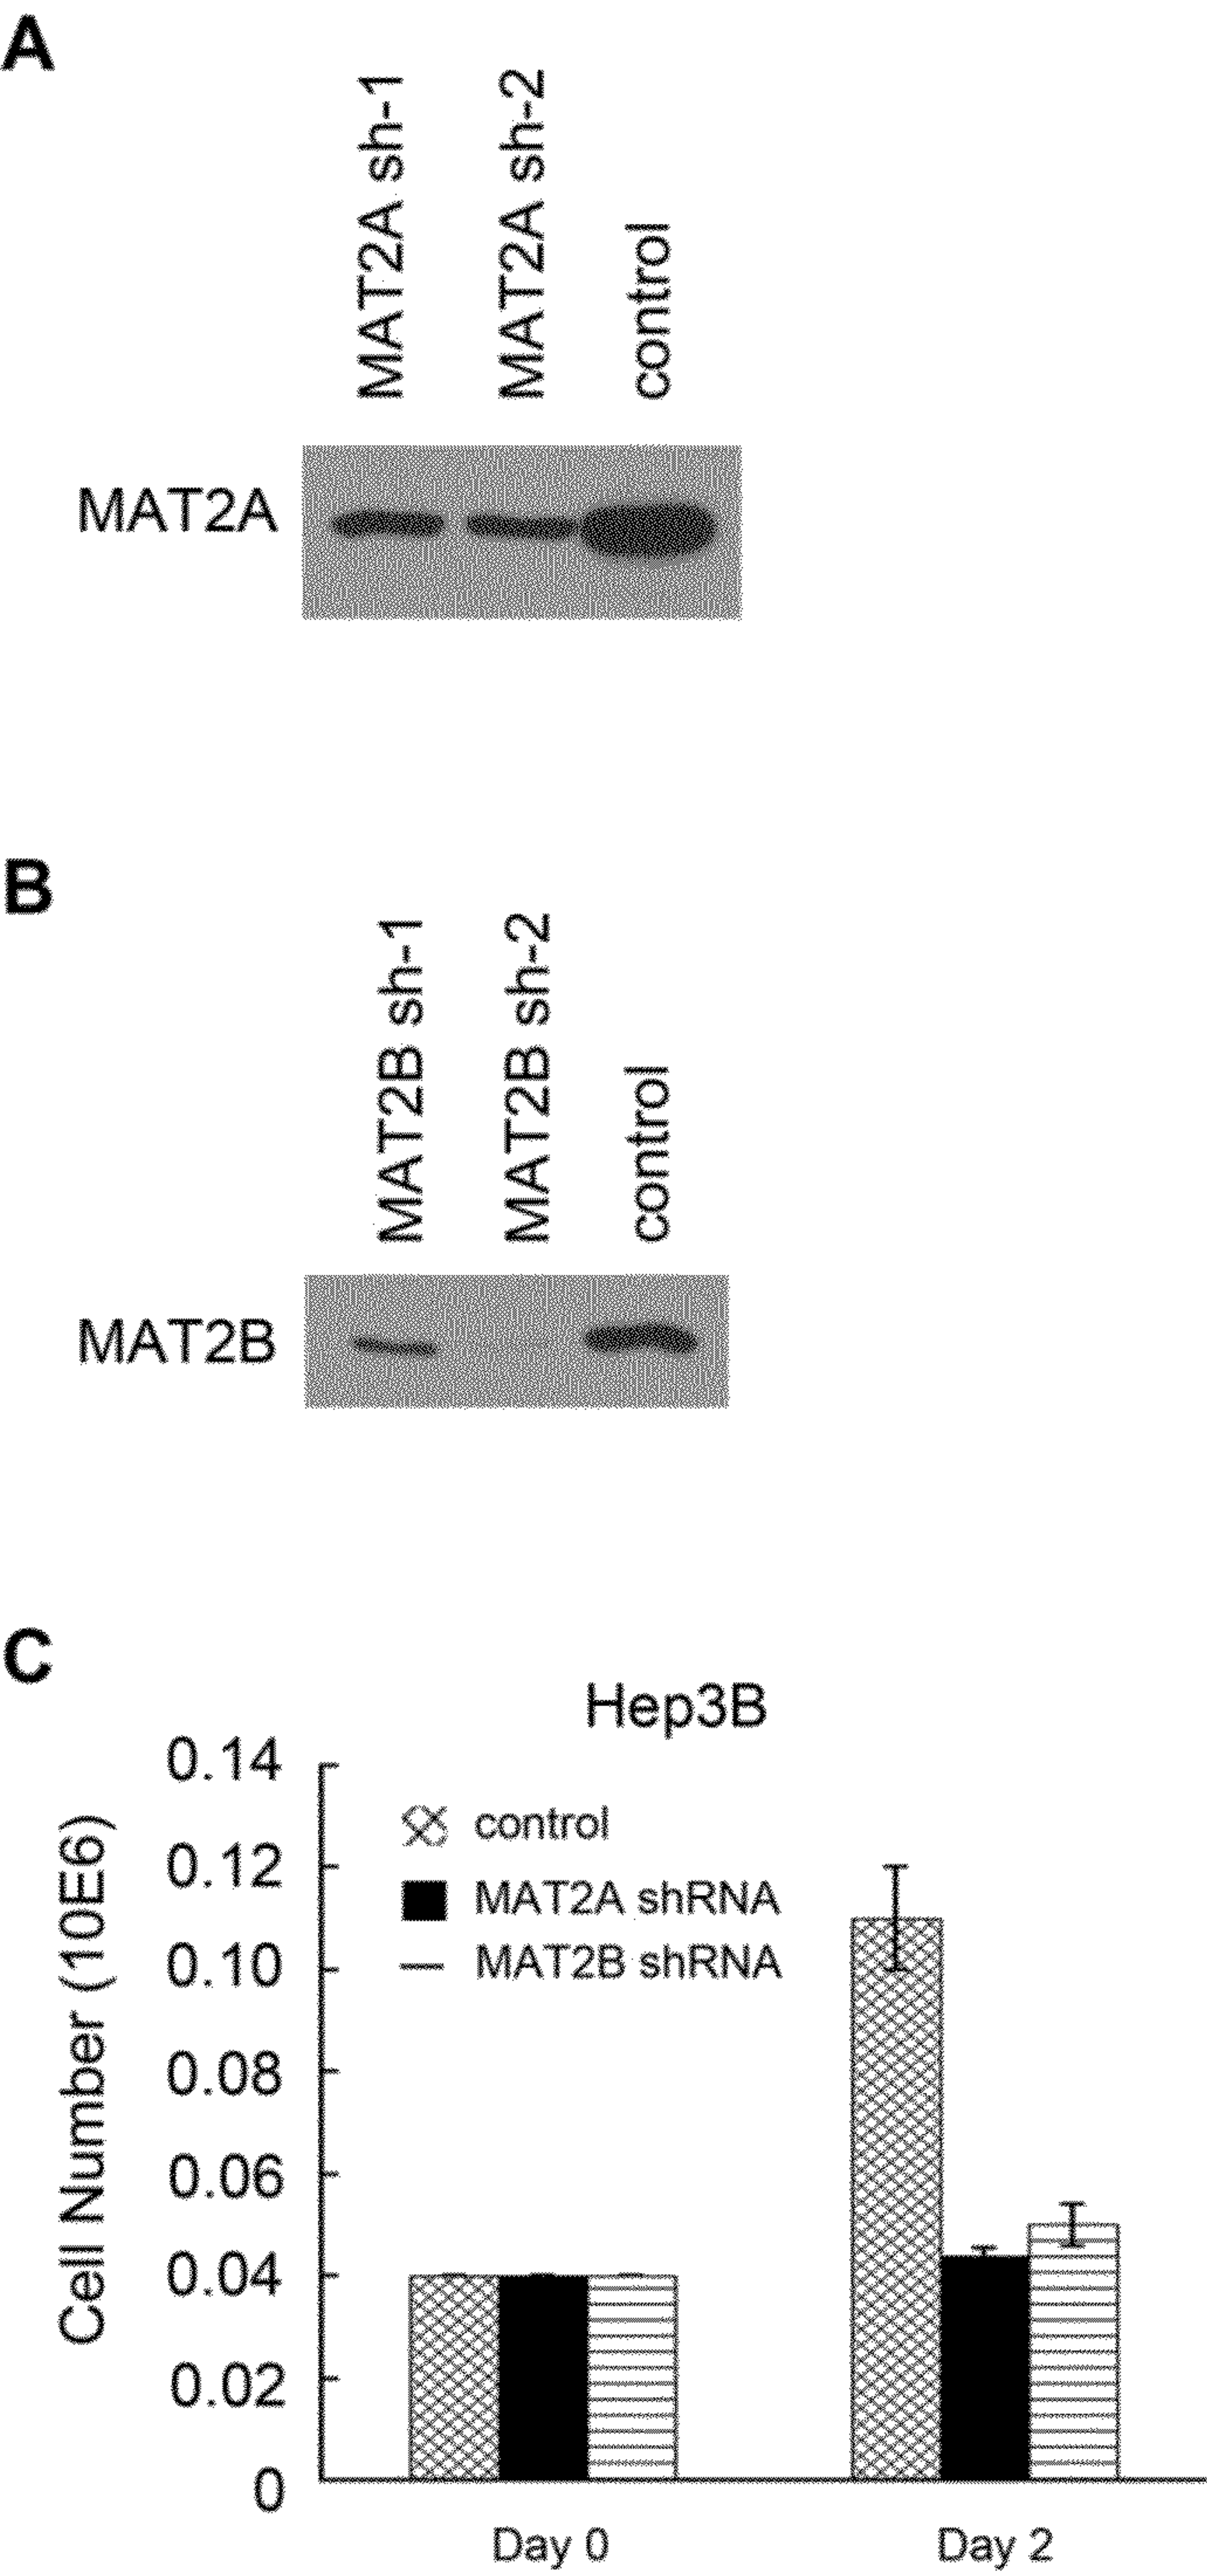 A
MAT2A sh-1
MAT2A sh-2
control
MAT2A
B
MAT2B sh-1
MAT2B sh-2
control
MAT2B
C
Hep3B
Cell Number (10E6)
0.14
0.12
0.10
0.08
0.06
0.04
0.02
0
control
MAT2A shRNA
MAT2B shRNA
Day 0
Day 2